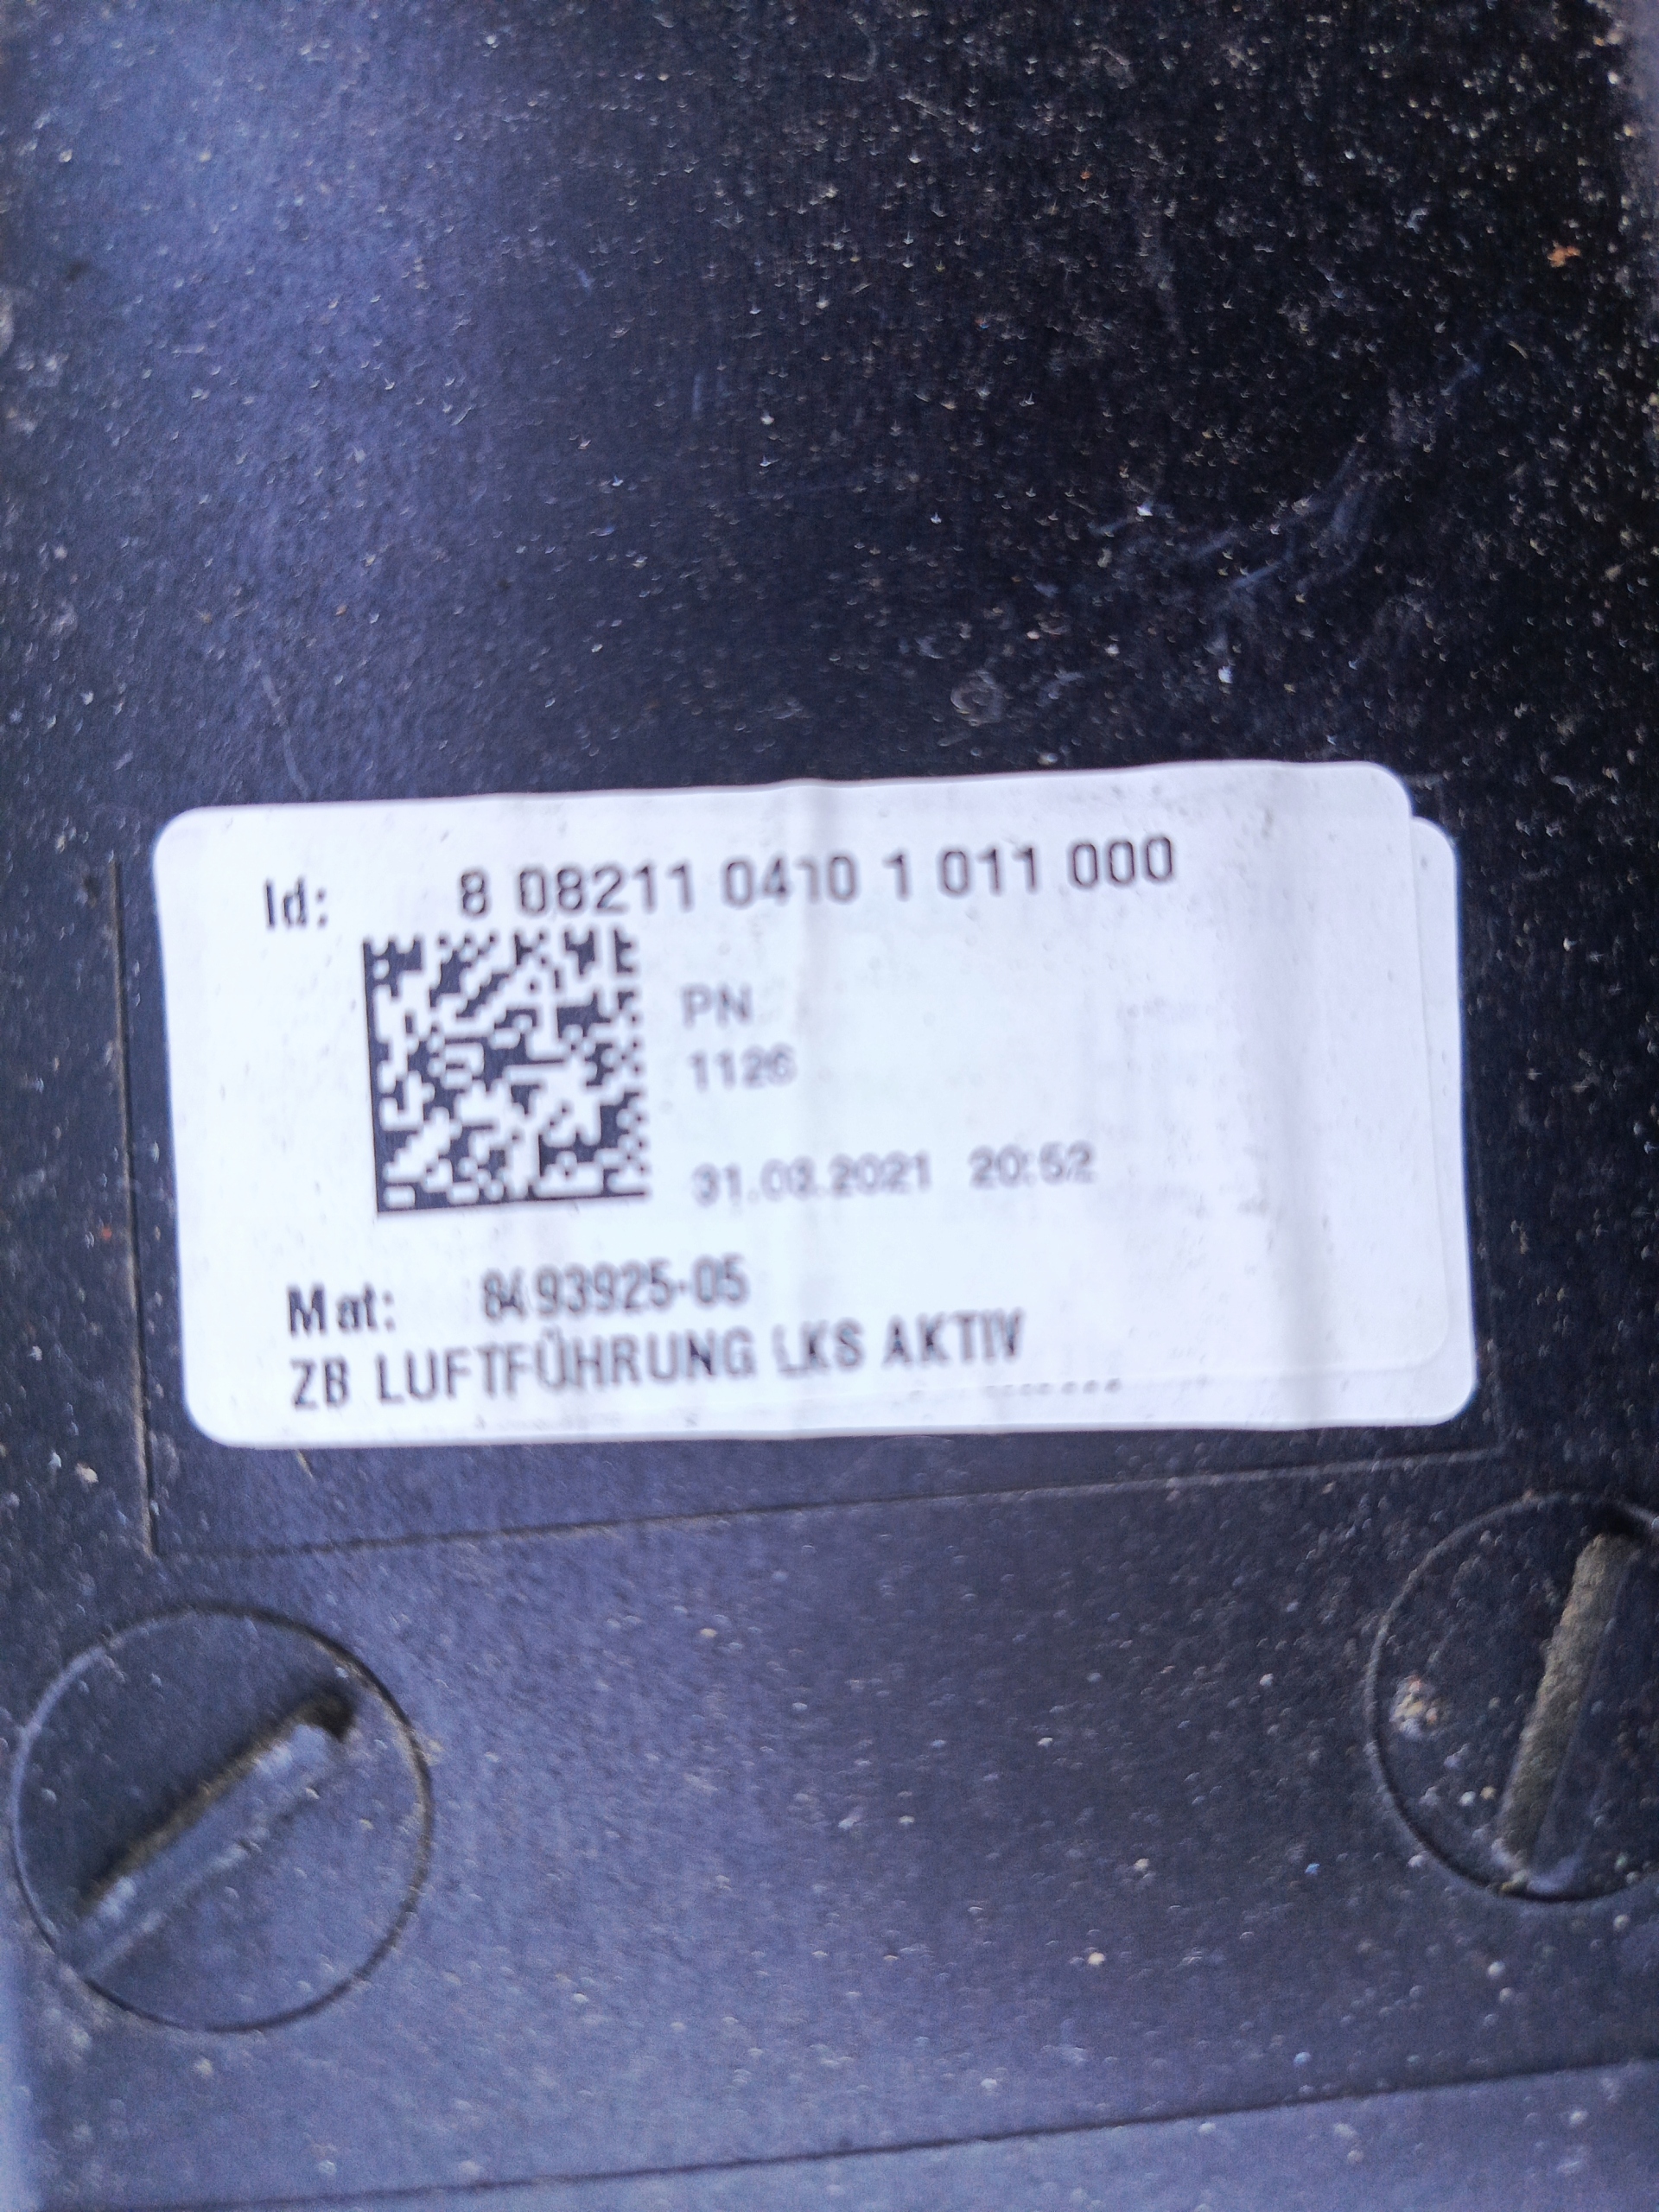 Id: 8 08211 0410 1 011 000
PN
1126
31.03.2021 20:52
Mat: 8493925-05
ZB LUFTFÜHRUNG LKS AKTIV